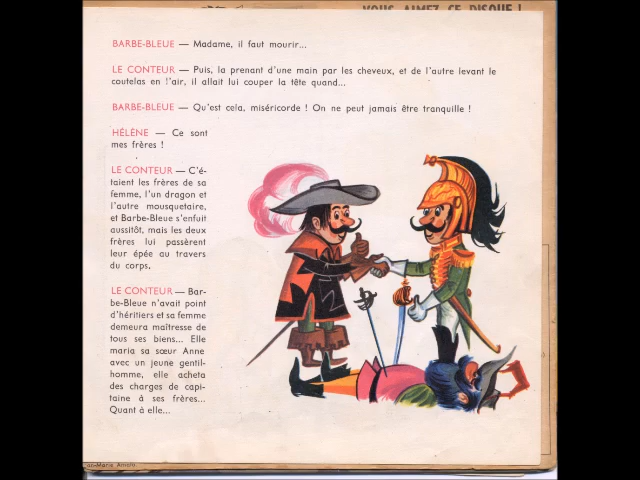 VOUS AIMEZ CE DISQUE !
BARBE-BLEUE — Madame, il faut mourir...
LE CONTEUR — Puis, la prenant d'une main par les cheveux, et de l'autre levant le
coutelas en l'air, il allait lui couper la tête quand...
BARBE-BLEUE — Qu'est cela, miséricorde ! On ne peut jamais être tranquille !
HÉLÈNE — Ce sont
mes frères !
LE CONTEUR — C'é-
taient les frères de sa
femme, l'un dragon et
l'autre mousquetaire,
et Barbe-Bleue s'enfuit
aussitôt, mais les deux
frères lui passèrent
leur épée au travers
du corps.
LE CONTEUR — Bar-
be-Bleue n'avait point
d'héritiers et sa femme
demeura maîtresse de
tous ses biens... Elle
maria sa sœur Anne
avec un jeune gentil-
homme, elle acheta
des charges de capi-
taine à ses frères...
Quant à elle...